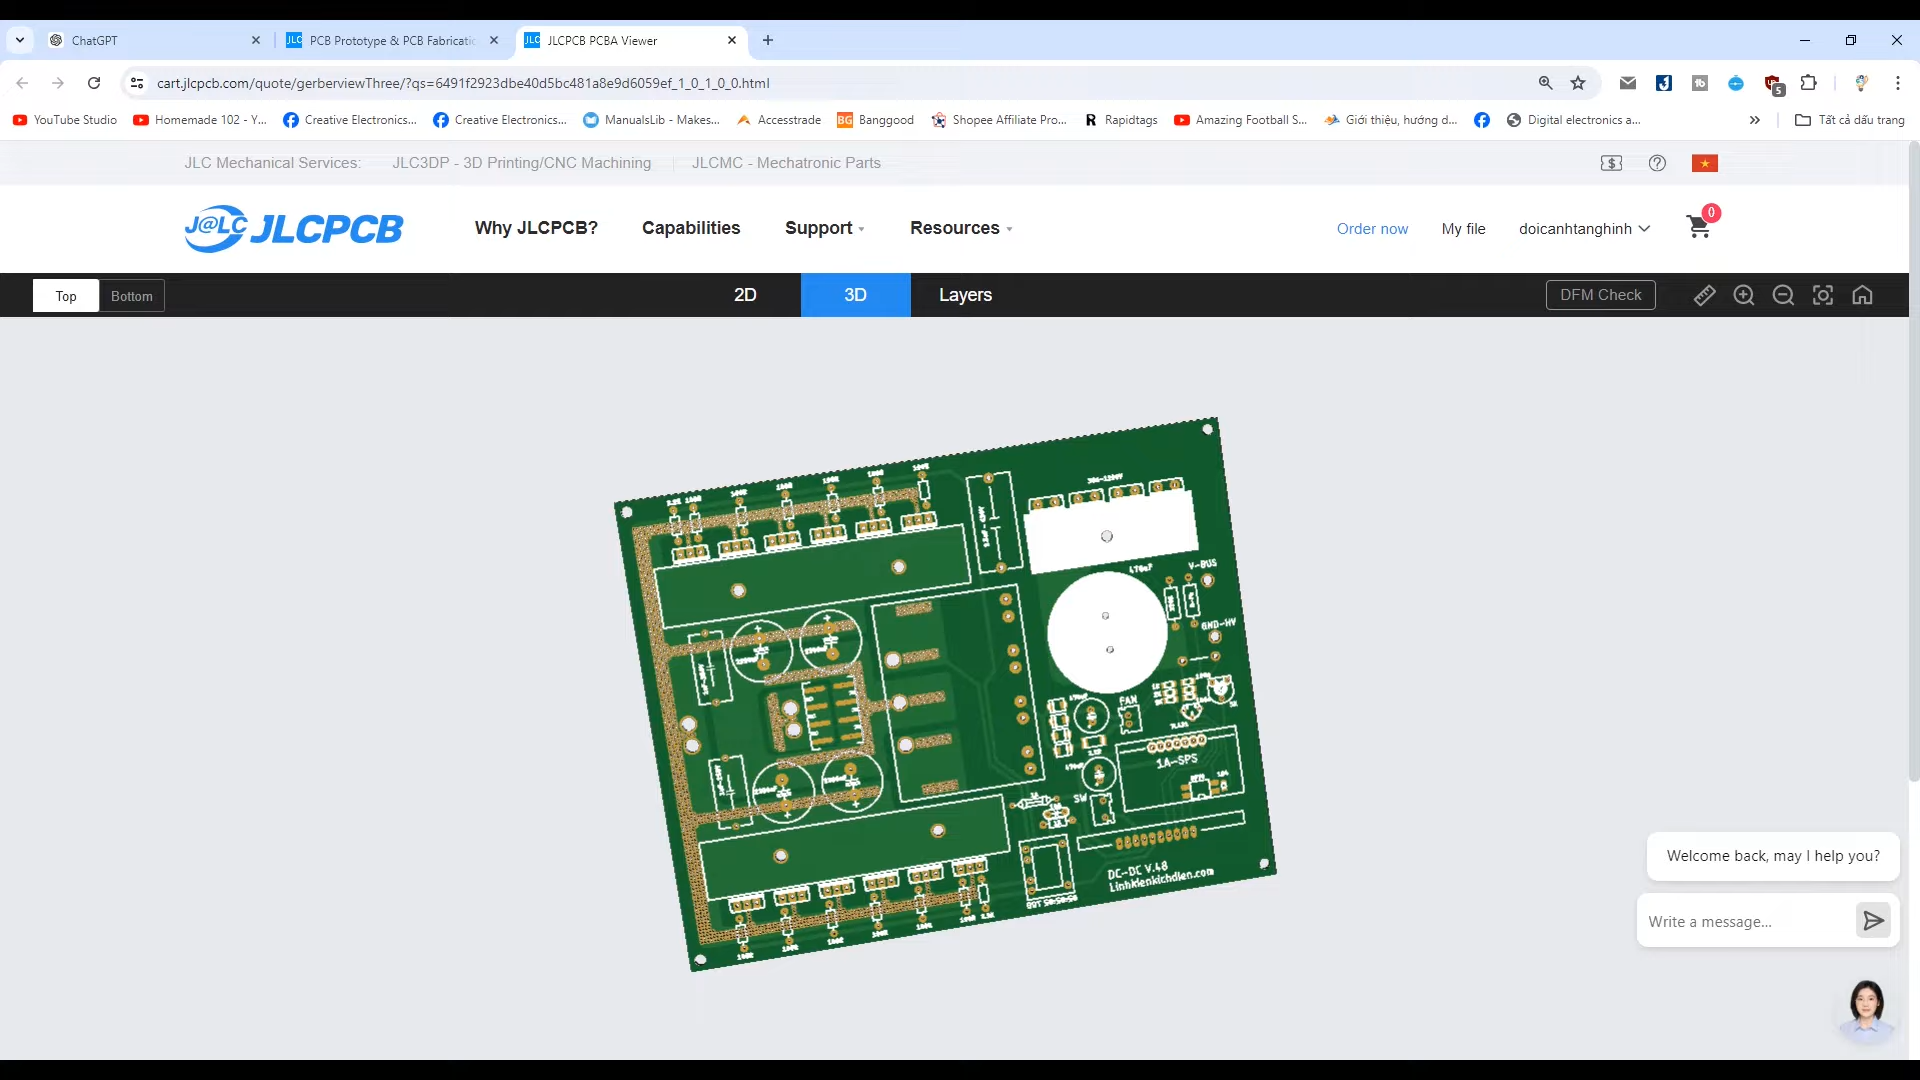 ChatGPT
PCB Prototype & PCB Fabricatio
JLCPCB PCBA Viewer
cart.jlcpcb.com/quote/gerberviewThree/?qs=6491f2923dbe40d5bc481a8e9d6059ef_1_0_1_0_0.html
YouTube Studio
Homemade 102 - Y...
Creative Electronics...
Creative Electronics...
ManualsLib - Makes...
Accesstrade
Banggood
Shopee Affiliate Pro...
Rapidtags
Amazing Football S...
Giới thiệu, hướng d...
Digital electronics a...
Tất cả dấu trang
JLC Mechanical Services:
JLC3DP - 3D Printing/CNC Machining
JLCMC - Mechatronic Parts
J@LC JLCPCB
Why JLCPCB?
Capabilities
Support
Resources
Order now
My file
doicanhtanghinh
0
Top
Bottom
2D
3D
Layers
DFM Check
470uF
V-BUS
GND-HV
FAN
1A-SPS
SW
DC-DC V.48
Linhkienkichdien.com
Welcome back, may I help you?
Write a message...